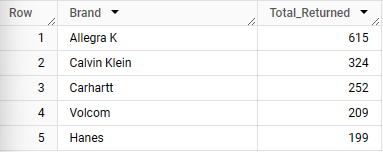 Row Brand Total_Returned
1 Allegra K 615
2 Calvin Klein 324
3 Carhartt 252
4 Volcom 209
5 Hanes 199